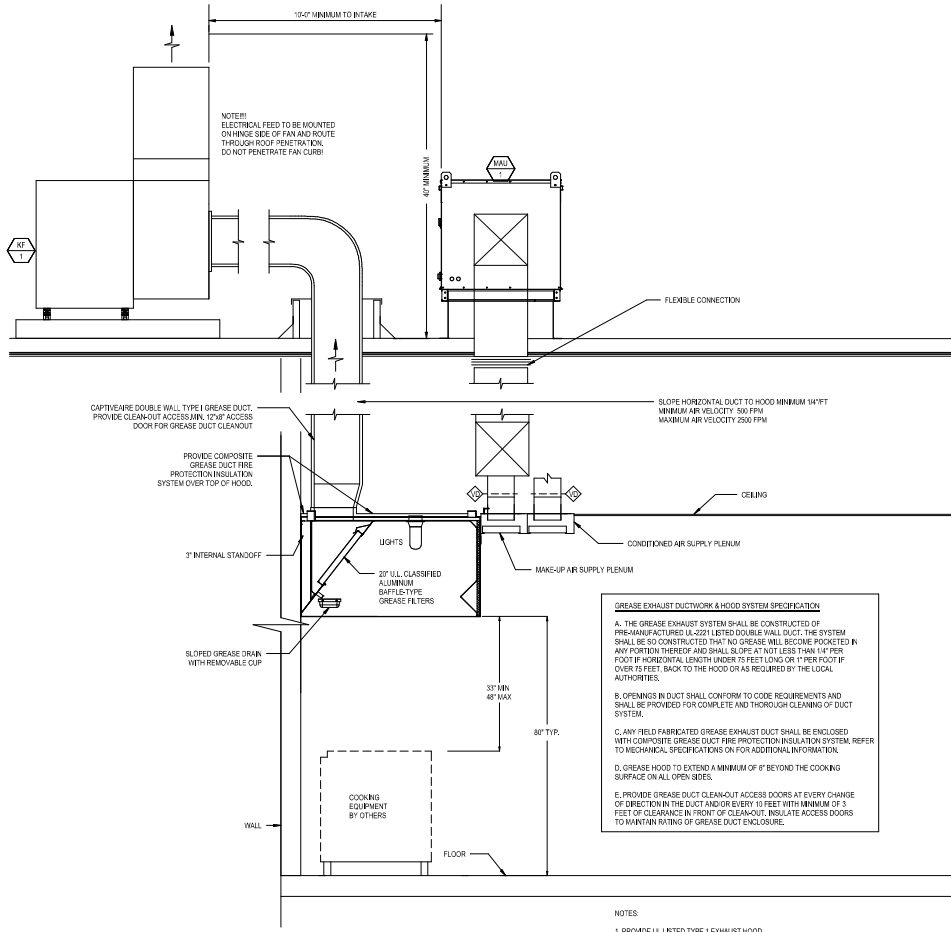 10'-0" MINIMUM TO INTAKE
NOTE!!!!
ELECTRICAL FEED TO BE MOUNTED
ON HINGE SIDE OF FAN AND ROUTE
THROUGH ROOF PENETRATION.
DO NOT PENETRATE FAN CURB!
40" MINIMUM
MAU
1
KF
1
FLEXIBLE CONNECTION
CAPTIVEAIRE DOUBLE WALL TYPE I GREASE DUCT.
PROVIDE CLEAN-OUT ACCESS,MIN. 12"x8" ACCESS
DOOR FOR GREASE DUCT CLEANOUT
SLOPE HORIZONTAL DUCT TO HOOD MINIMUM 1/4"/FT
MINIMUM AIR VELOCITY 500 FPM
MAXIMUM AIR VELOCITY 2500 FPM
PROVIDE COMPOSITE
GREASE DUCT FIRE
PROTECTION INSULATION
SYSTEM OVER TOP OF HOOD.
VD
VD
CEILING
3" INTERNAL STANDOFF
LIGHTS
20" U.L. CLASSIFIED
ALUMINUM
BAFFLE-TYPE
GREASE FILTERS
CONDITIONED AIR SUPPLY PLENUM
MAKE-UP AIR SUPPLY PLENUM
SLOPED GREASE DRAIN
WITH REMOVABLE CUP
33" MIN
48" MAX
80" TYP.
COOKING
EQUIPMENT
BY OTHERS
WALL
FLOOR
GREASE EXHAUST DUCTWORK & HOOD SYSTEM SPECIFICATION
A. THE GREASE EXHAUST SYSTEM SHALL BE CONSTRUCTED OF
PRE-MANUFACTURED UL-2221 LISTED DOUBLE WALL DUCT. THE SYSTEM
SHALL BE SO CONSTRUCTED THAT NO GREASE WILL BECOME POCKETED IN
ANY PORTION THEREOF AND SHALL SLOPE AT NOT LESS THAN 1/4" PER
FOOT IF HORIZONTAL LENGTH UNDER 75 FEET LONG OR 1" PER FOOT IF
OVER 75 FEET, BACK TO THE HOOD OR AS REQUIRED BY THE LOCAL
AUTHORITIES.
B. OPENINGS IN DUCT SHALL CONFORM TO CODE REQUIREMENTS AND
SHALL BE PROVIDED FOR COMPLETE AND THOROUGH CLEANING OF DUCT
SYSTEM.
C. ANY FIELD FABRICATED GREASE EXHAUST DUCT SHALL BE ENCLOSED
WITH COMPOSITE GREASE DUCT FIRE PROTECTION INSULATION SYSTEM. REFER
TO MECHANICAL SPECIFICATIONS ON FOR ADDITIONAL INFORMATION.
D. GREASE HOOD TO EXTEND A MINIMUM OF 6" BEYOND THE COOKING
SURFACE ON ALL OPEN SIDES.
E. PROVIDE GREASE DUCT CLEAN-OUT ACCESS DOORS AT EVERY CHANGE
OF DIRECTION IN THE DUCT AND/OR EVERY 10 FEET WITH MINIMUM OF 3
FEET OF CLEARANCE IN FRONT OF CLEAN-OUT. INSULATE ACCESS DOORS
TO MAINTAIN RATING OF GREASE DUCT ENCLOSURE.
NOTES:
1. PROVIDE UL LISTED TYPE 1 EXHAUST HOOD